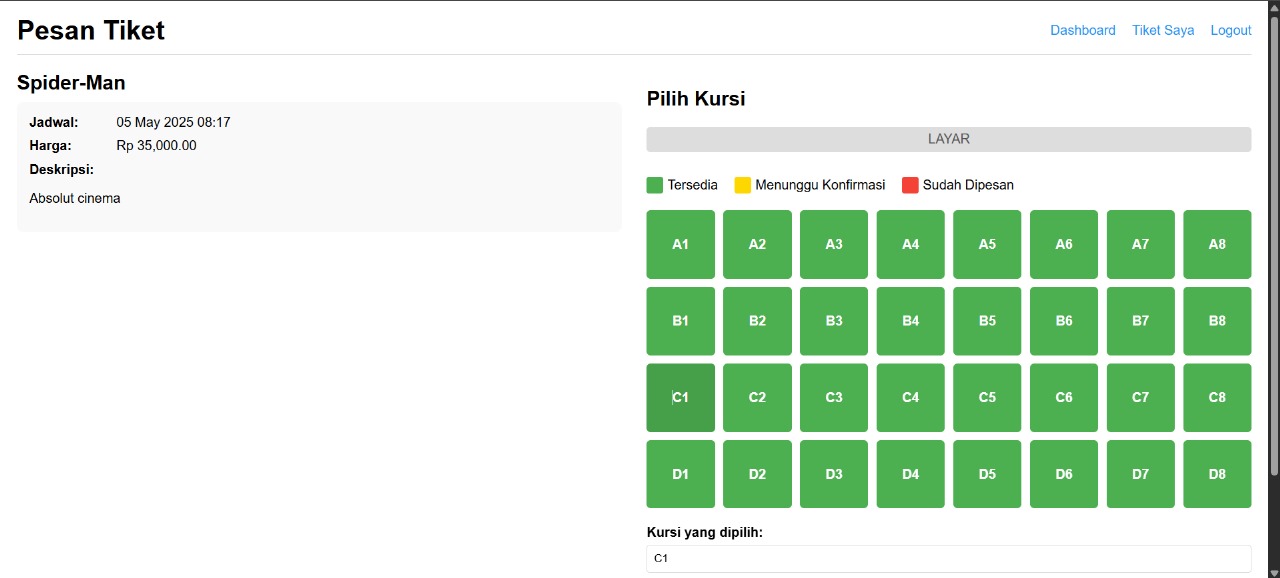 Pesan Tiket
Dashboard Tiket Saya Logout
Spider-Man
Jadwal: 05 May 2025 08:17
Harga: Rp 35,000.00
Deskripsi:
Absolut cinema
Pilih Kursi
LAYAR
Tersedia Menunggu Konfirmasi Sudah Dipesan
A1 A2 A3 A4 A5 A6 A7 A8
B1 B2 B3 B4 B5 B6 B7 B8
C1 C2 C3 C4 C5 C6 C7 C8
D1 D2 D3 D4 D5 D6 D7 D8
Kursi yang dipilih:
C1